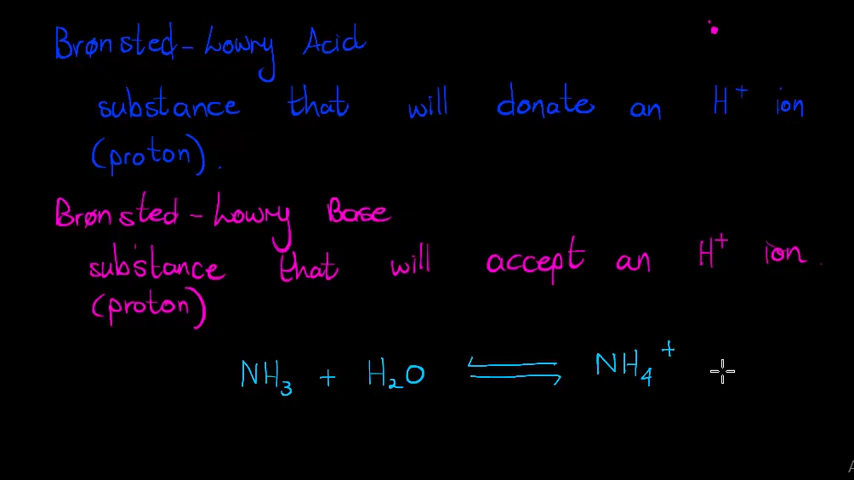 Brønsted-Lowry Acid
substance that will donate an H⁺ ion
(proton).
Brønsted-Lowry Base
substance that will accept an H⁺ ion.
(proton)
NH₃ + H₂O ⇌ NH₄⁺